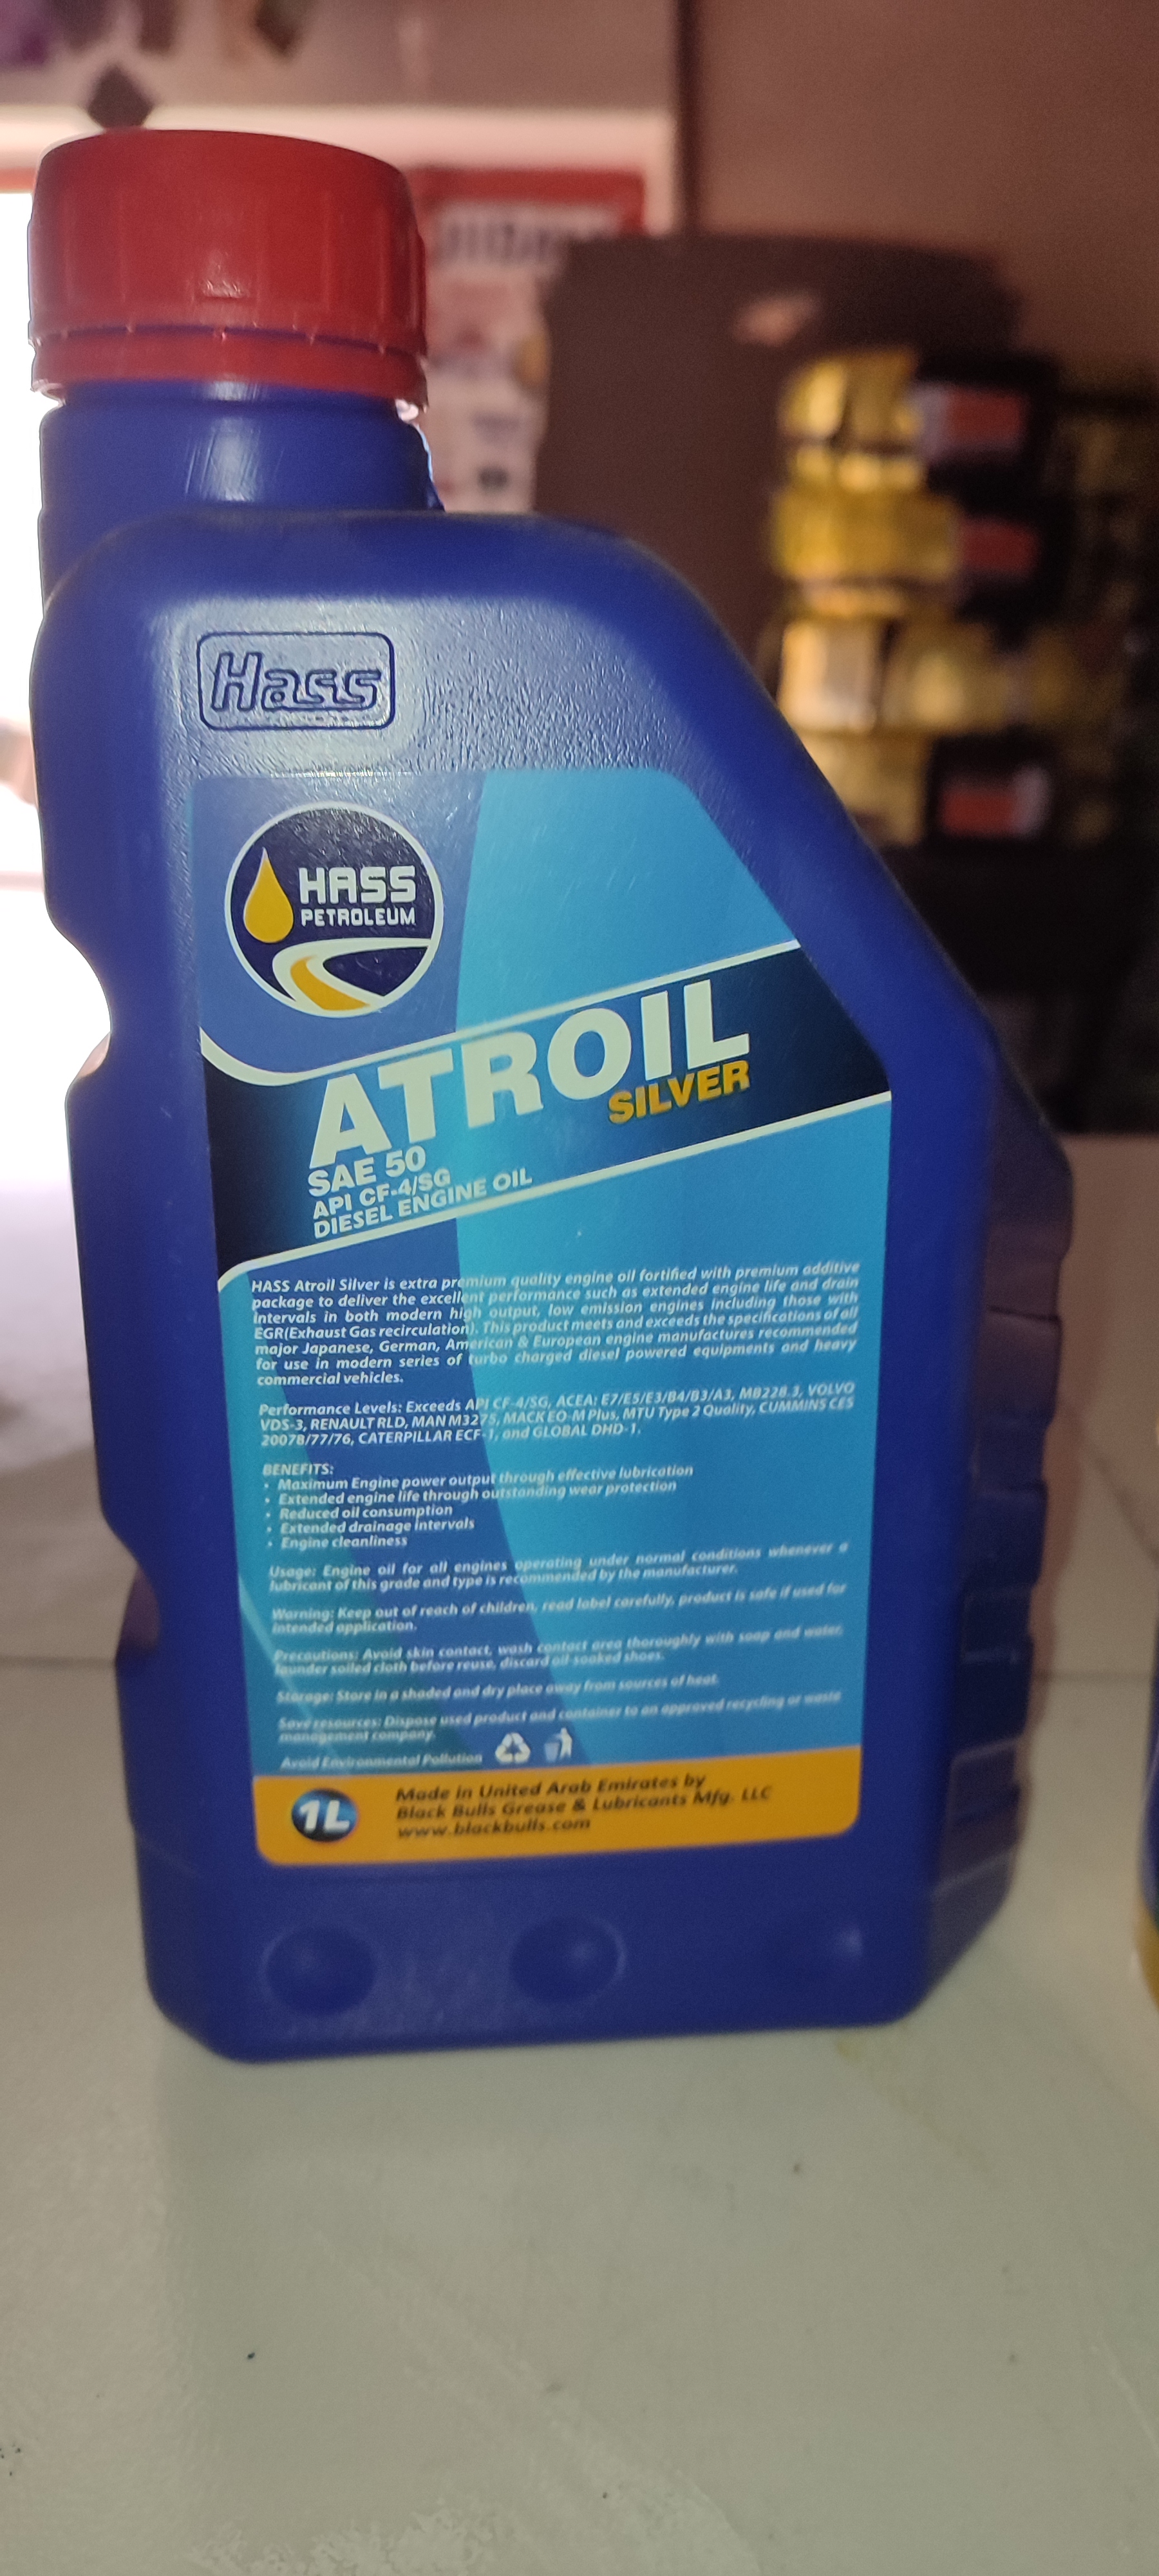 Hass
HASS
PETROLEUM
ATROIL
SILVER
SAE 50
API CF-4/SG
DIESEL ENGINE OIL
HASS Atroil Silver is extra premium quality engine oil fortified with premium additive
package to deliver the excellent performance such as extended engine life and drain
intervals in both modern high output, low emission engines including those with
EGR(Exhaust Gas recirculation). This product meets and exceeds the specifications of all
major Japanese, German, American & European engine manufactures recommended
for use in modern series of turbo charged diesel powered equipments and heavy
commercial vehicles.
Performance Levels: Exceeds API CF-4/SG, ACEA: E7/E5/E3/B4/B3/A3, MB228.3, VOLVO
VDS-3, RENAULT RLD, MAN M3275, MACK EO-M Plus, MTU Type 2 Quality, CUMMINS CES
20078/77/76, CATERPILLAR ECF-1, and GLOBAL DHD-1.
BENEFITS:
• Maximum Engine power output through effective lubrication
• Extended engine life through outstanding wear protection
• Reduced oil consumption
• Extended drainage intervals
• Engine cleanliness
Usage: Engine oil for all engines operating under normal conditions whenever a
lubricant of this grade and type is recommended by the manufacturer.
Warning: Keep out of reach of children, read label carefully, product is safe if used for
intended application.
Precautions: Avoid skin contact, wash contact area thoroughly with soap and water,
launder soiled cloth before reuse, discard oil-soaked shoes.
Storage: Store in a shaded and dry place away from sources of heat.
Save resources: Dispose used product and container to an approved recycling or waste
management company.
Avoid Environmental Pollution
1L
Made in United Arab Emirates by
Black Bulls Grease & Lubricants Mfg. LLC
www.blackbulls.com